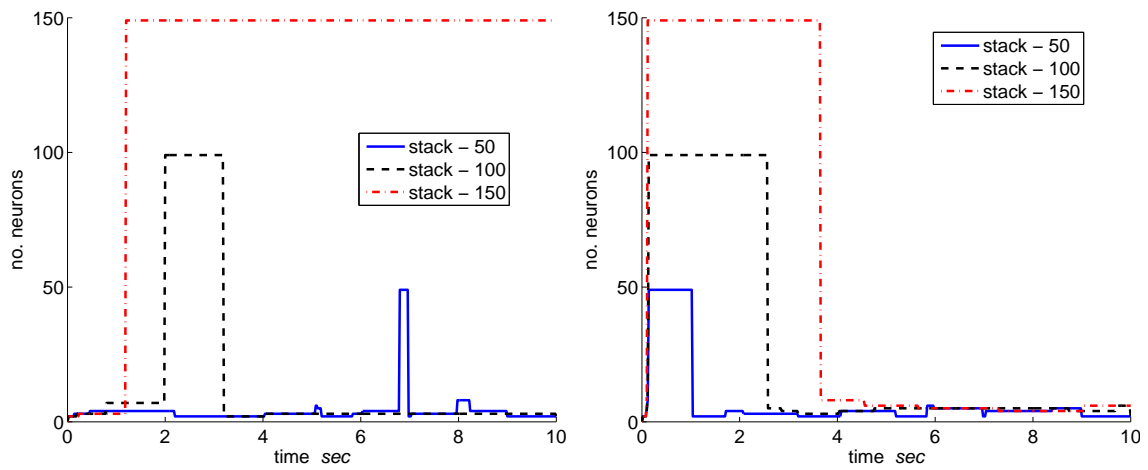 150
100
50
0
no. neurons
0 2 4 6 8 10
time sec
stack − 50
stack − 100
stack − 150
150
100
50
0
no. neurons
0 2 4 6 8 10
time sec
stack − 50
stack − 100
stack − 150